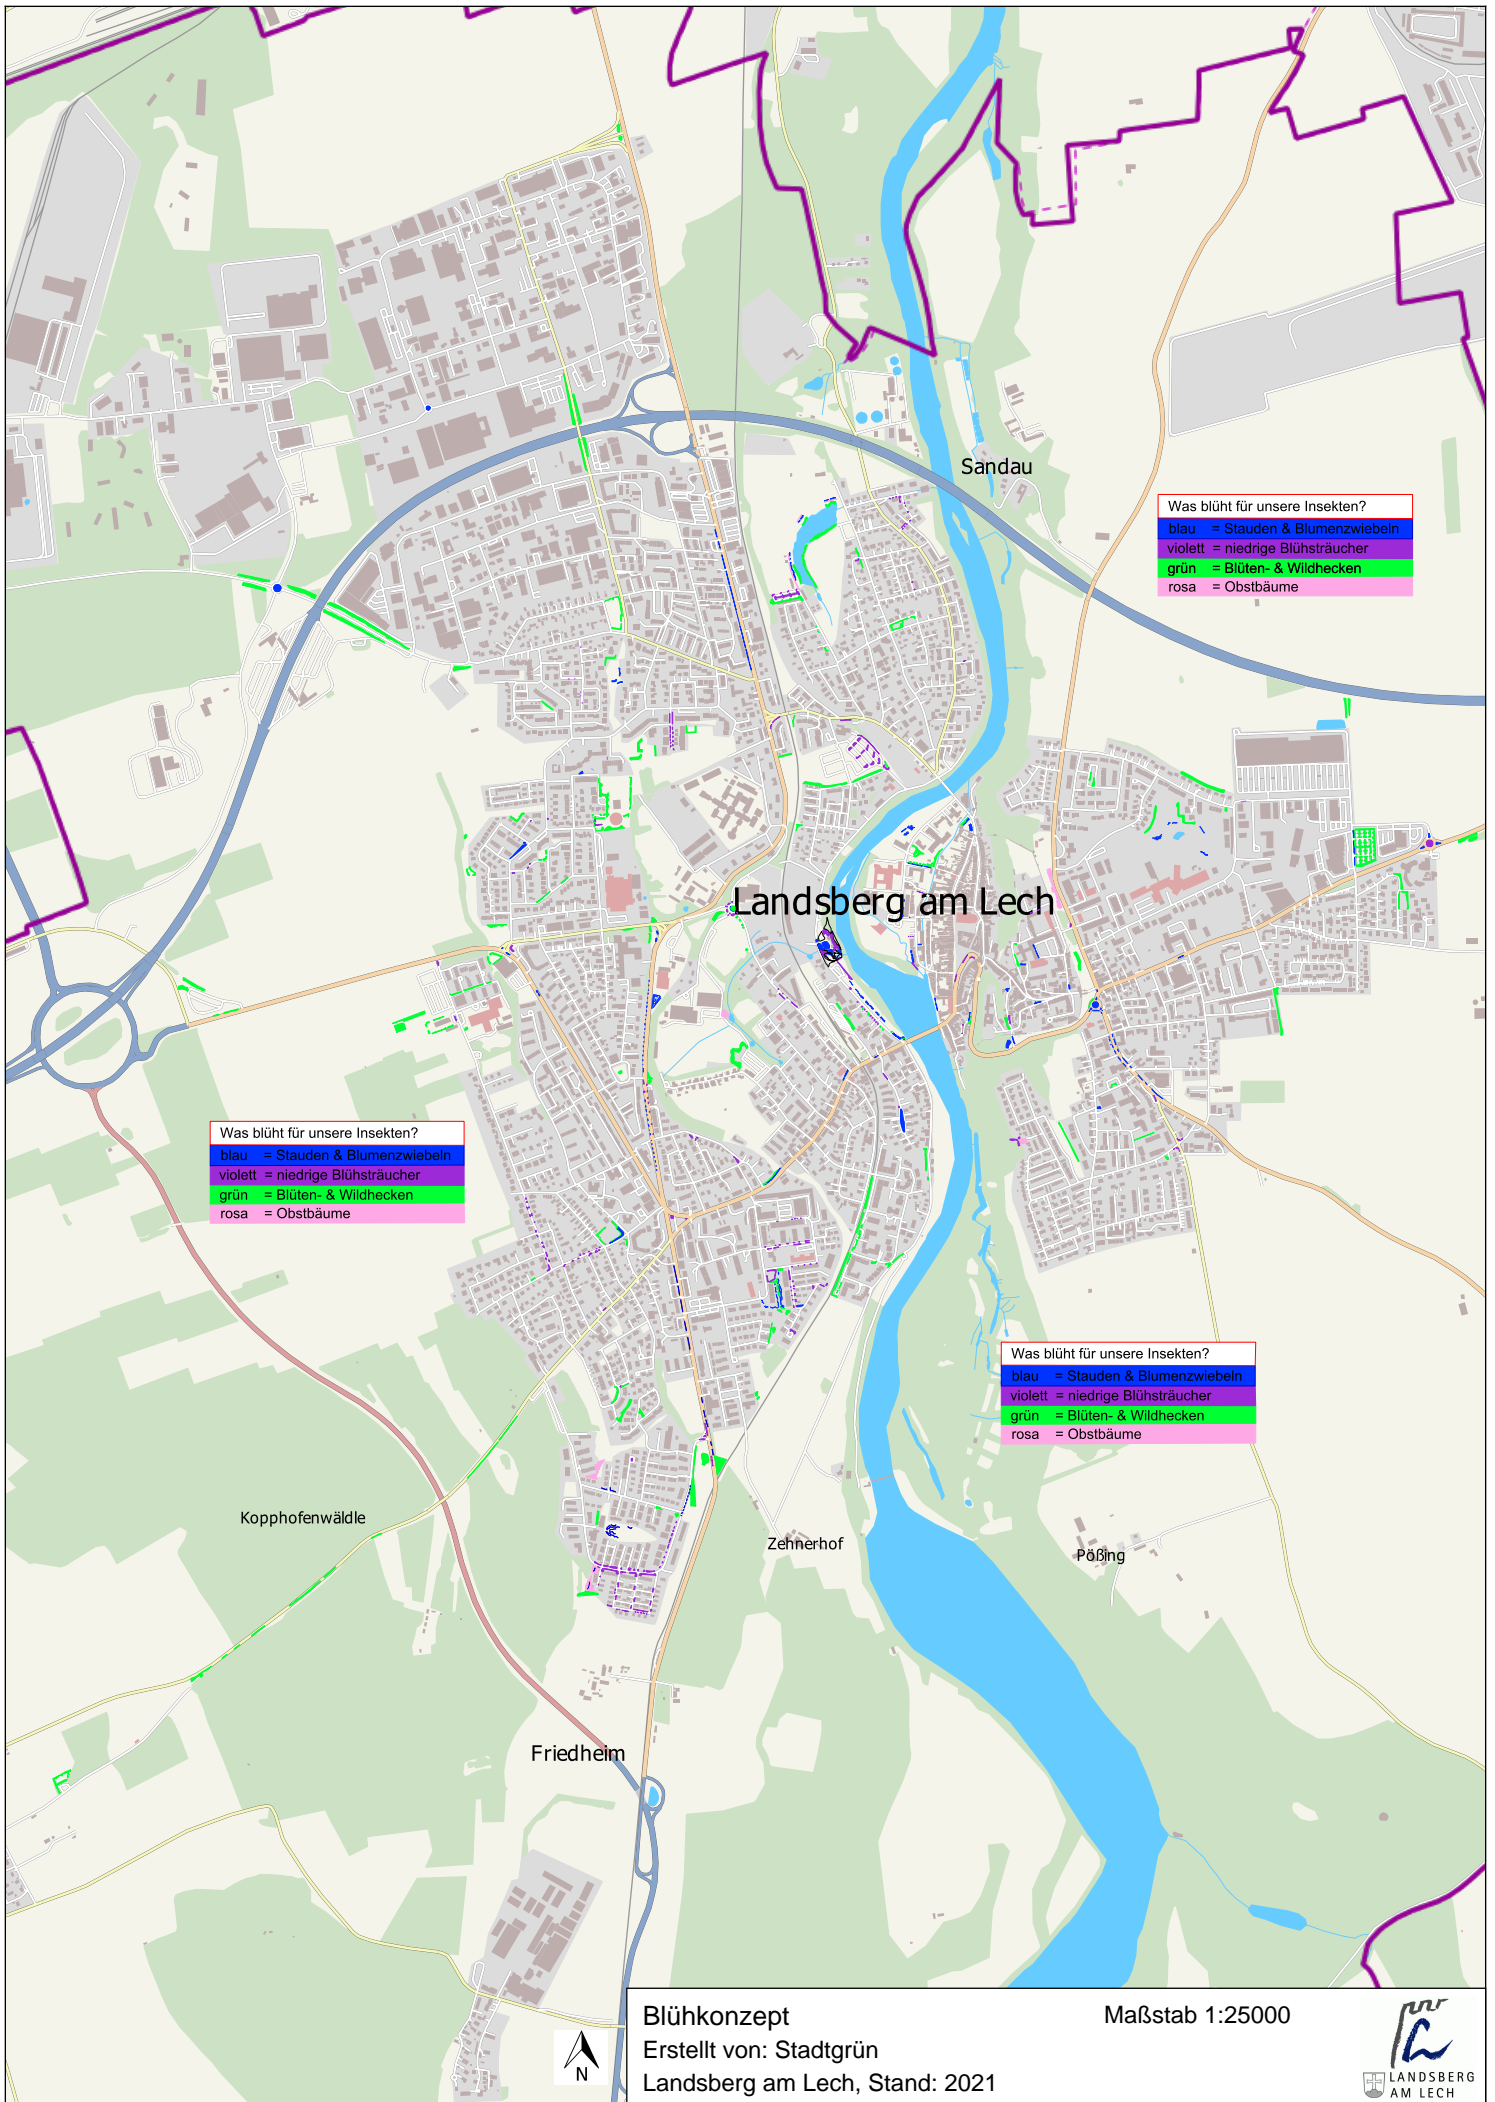 Sandau
Was blüht für unsere Insekten?
blau = Stauden & Blumenzwiebeln
violett = niedrige Blühsträucher
grün = Blüten- & Wildhecken
rosa = Obstbäume
Landsberg am Lech
Was blüht für unsere Insekten?
blau = Stauden & Blumenzwiebeln
violett = niedrige Blühsträucher
grün = Blüten- & Wildhecken
rosa = Obstbäume
Was blüht für unsere Insekten?
blau = Stauden & Blumenzwiebeln
violett = niedrige Blühsträucher
grün = Blüten- & Wildhecken
rosa = Obstbäume
Kopphofenwäldle
Zehnerhof
Pößing
Friedheim
N
Blühkonzept
Maßstab 1:25000
Erstellt von: Stadtgrün
Landsberg am Lech, Stand: 2021
LANDSBERG
AM LECH